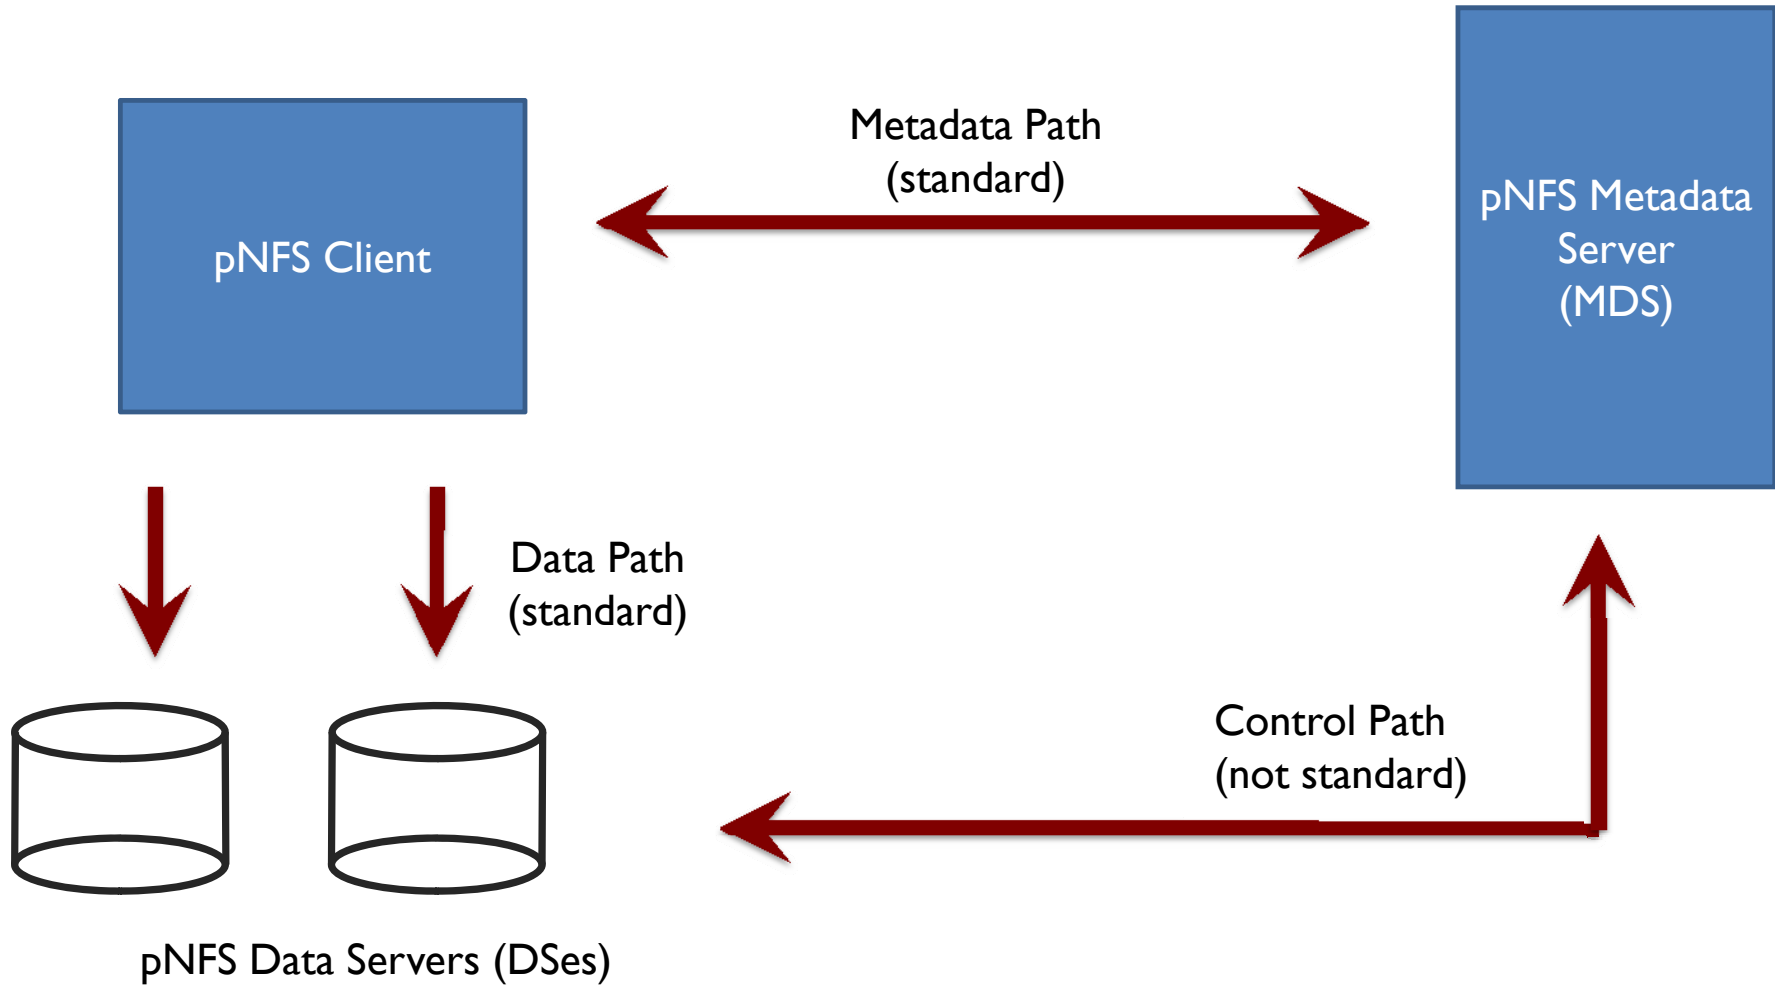 Metadata Path
(standard)
pNFS Client
pNFS Metadata
Server
(MDS)
Data Path
(standard)
Control Path
(not standard)
pNFS Data Servers (DSes)